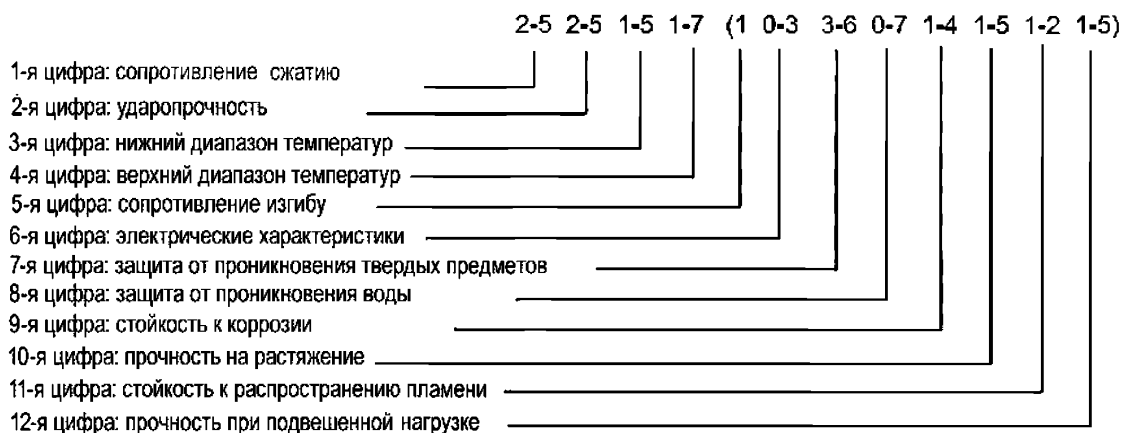 2-5 2-5 1-5 1-7 (1 0-3 3-6 0-7 1-4 1-5 1-2 1-5)
1-я цифра: сопротивление сжатию
2-я цифра: ударопрочность
3-я цифра: нижний диапазон температур
4-я цифра: верхний диапазон температур
5-я цифра: сопротивление изгибу
6-я цифра: электрические характеристики
7-я цифра: защита от проникновения твердых предметов
8-я цифра: защита от проникновения воды
9-я цифра: стойкость к коррозии
10-я цифра: прочность на растяжение
11-я цифра: стойкость к распространению пламени
12-я цифра: прочность при подвешенной нагрузке